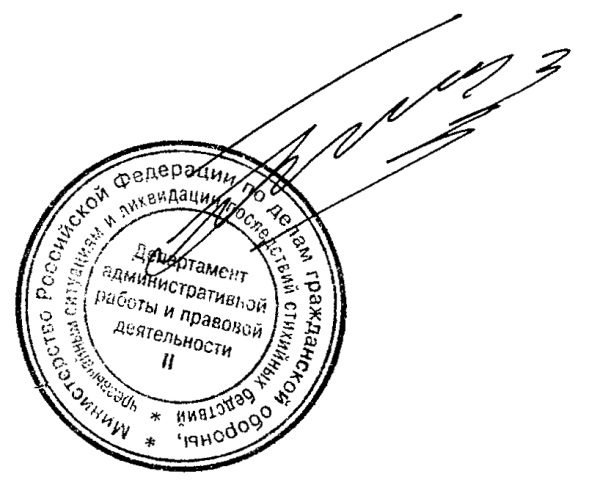 * Министерство Российской Федерации по делам гражданской обороны,
чрезвычайным ситуациям и ликвидации последствий стихийных бедствий *
Департамент
административной
работы и правовой
деятельности
II